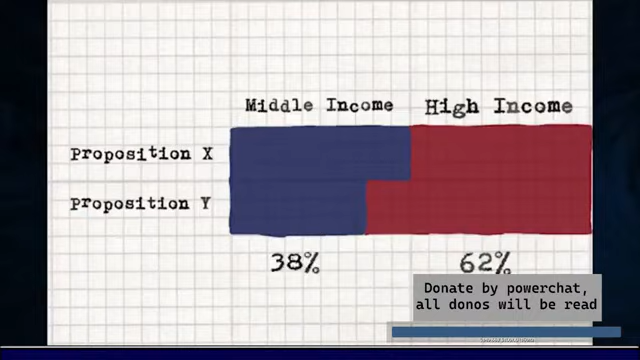 Middle Income High Income
Proposition X
Proposition Y
38% 62%
Donate by powerchat,
all donos will be read